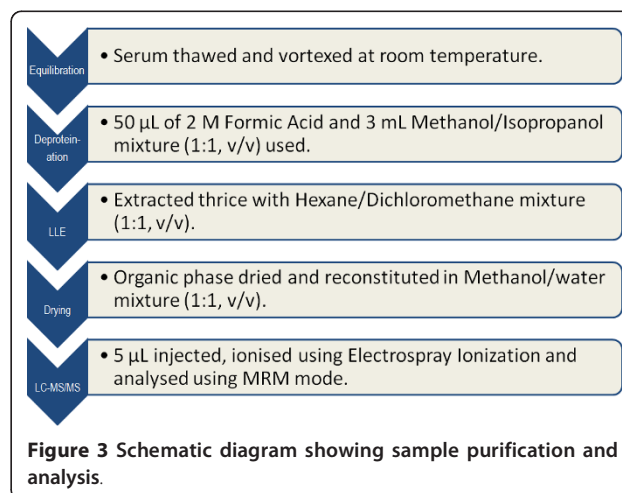 Equilibration
• Serum thawed and vortexed at room temperature.
Deprotein-
ation
• 50 µL of 2 M Formic Acid and 3 mL Methanol/Isopropanol
mixture (1:1, v/v) used.
LLE
• Extracted thrice with Hexane/Dichloromethane mixture
(1:1, v/v).
Drying
• Organic phase dried and reconstituted in Methanol/water
mixture (1:1, v/v).
LC-MS/MS
• 5 µL injected, ionised using Electrospray Ionization and
analysed using MRM mode.
Figure 3 Schematic diagram showing sample purification and
analysis.